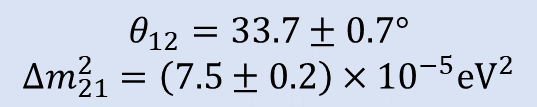 θ₁₂ = 33.7 ± 0.7°
Δm²₂₁ = (7.5 ± 0.2) × 10⁻⁵eV²